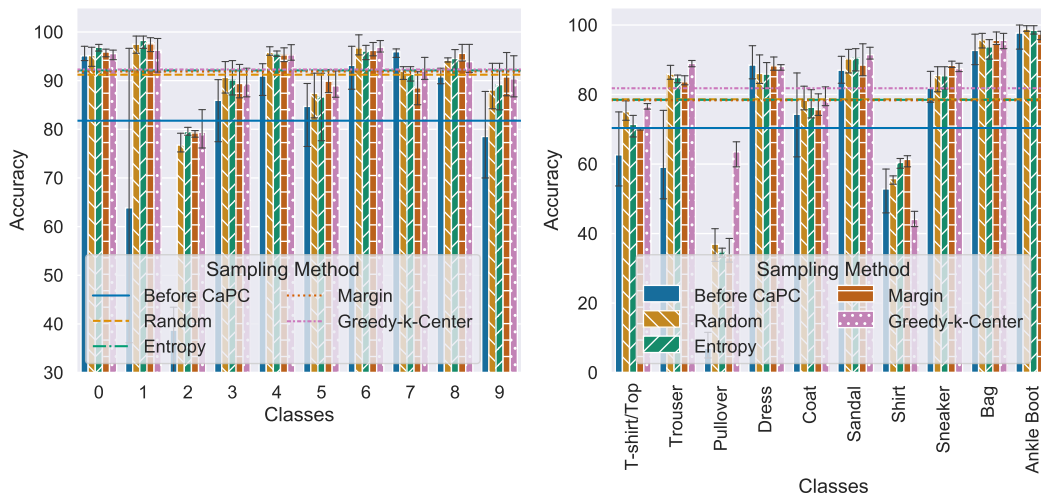 100
90
80
70
60
50
40
30
Accuracy
Sampling Method
Before CaPC
Random
Entropy
Margin
Greedy-k-Center
0 1 2 3 4 5 6 7 8 9
Classes
100
80
60
40
20
0
Accuracy
Sampling Method
Before CaPC
Random
Entropy
Margin
Greedy-k-Center
T-shirt/Top
Trouser
Pullover
Dress
Coat
Sandal
Shirt
Sneaker
Bag
Ankle Boot
Classes